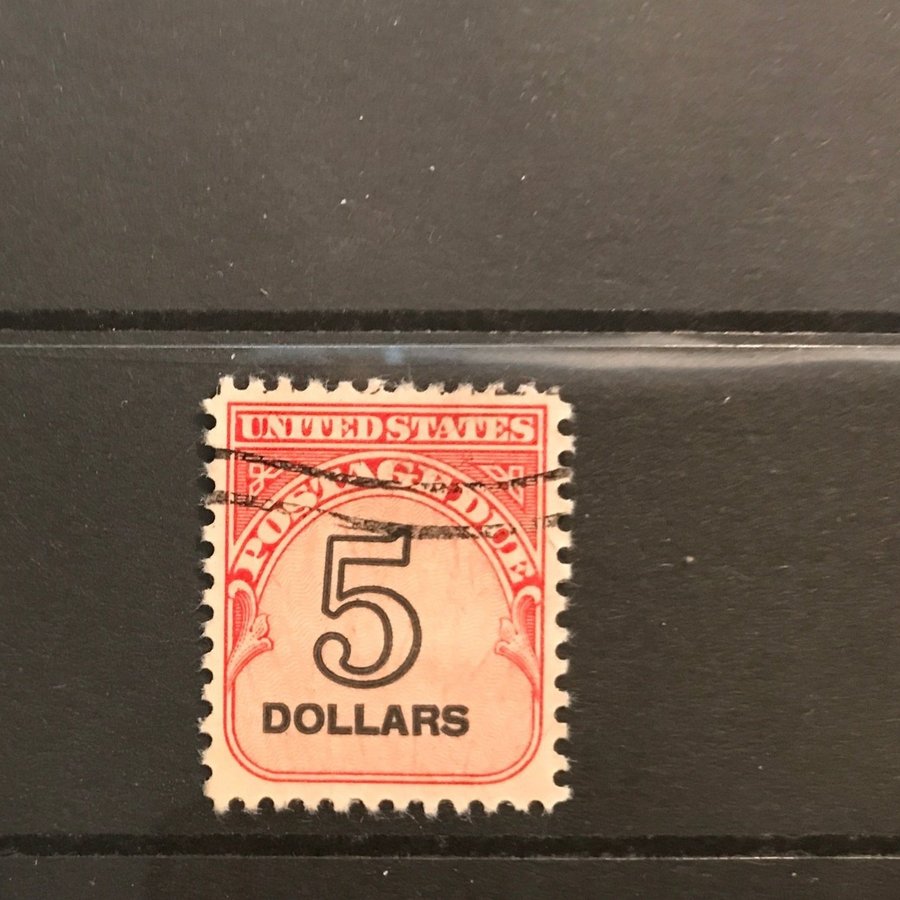 UNITED STATES
POSTAGE DUE
5
DOLLARS